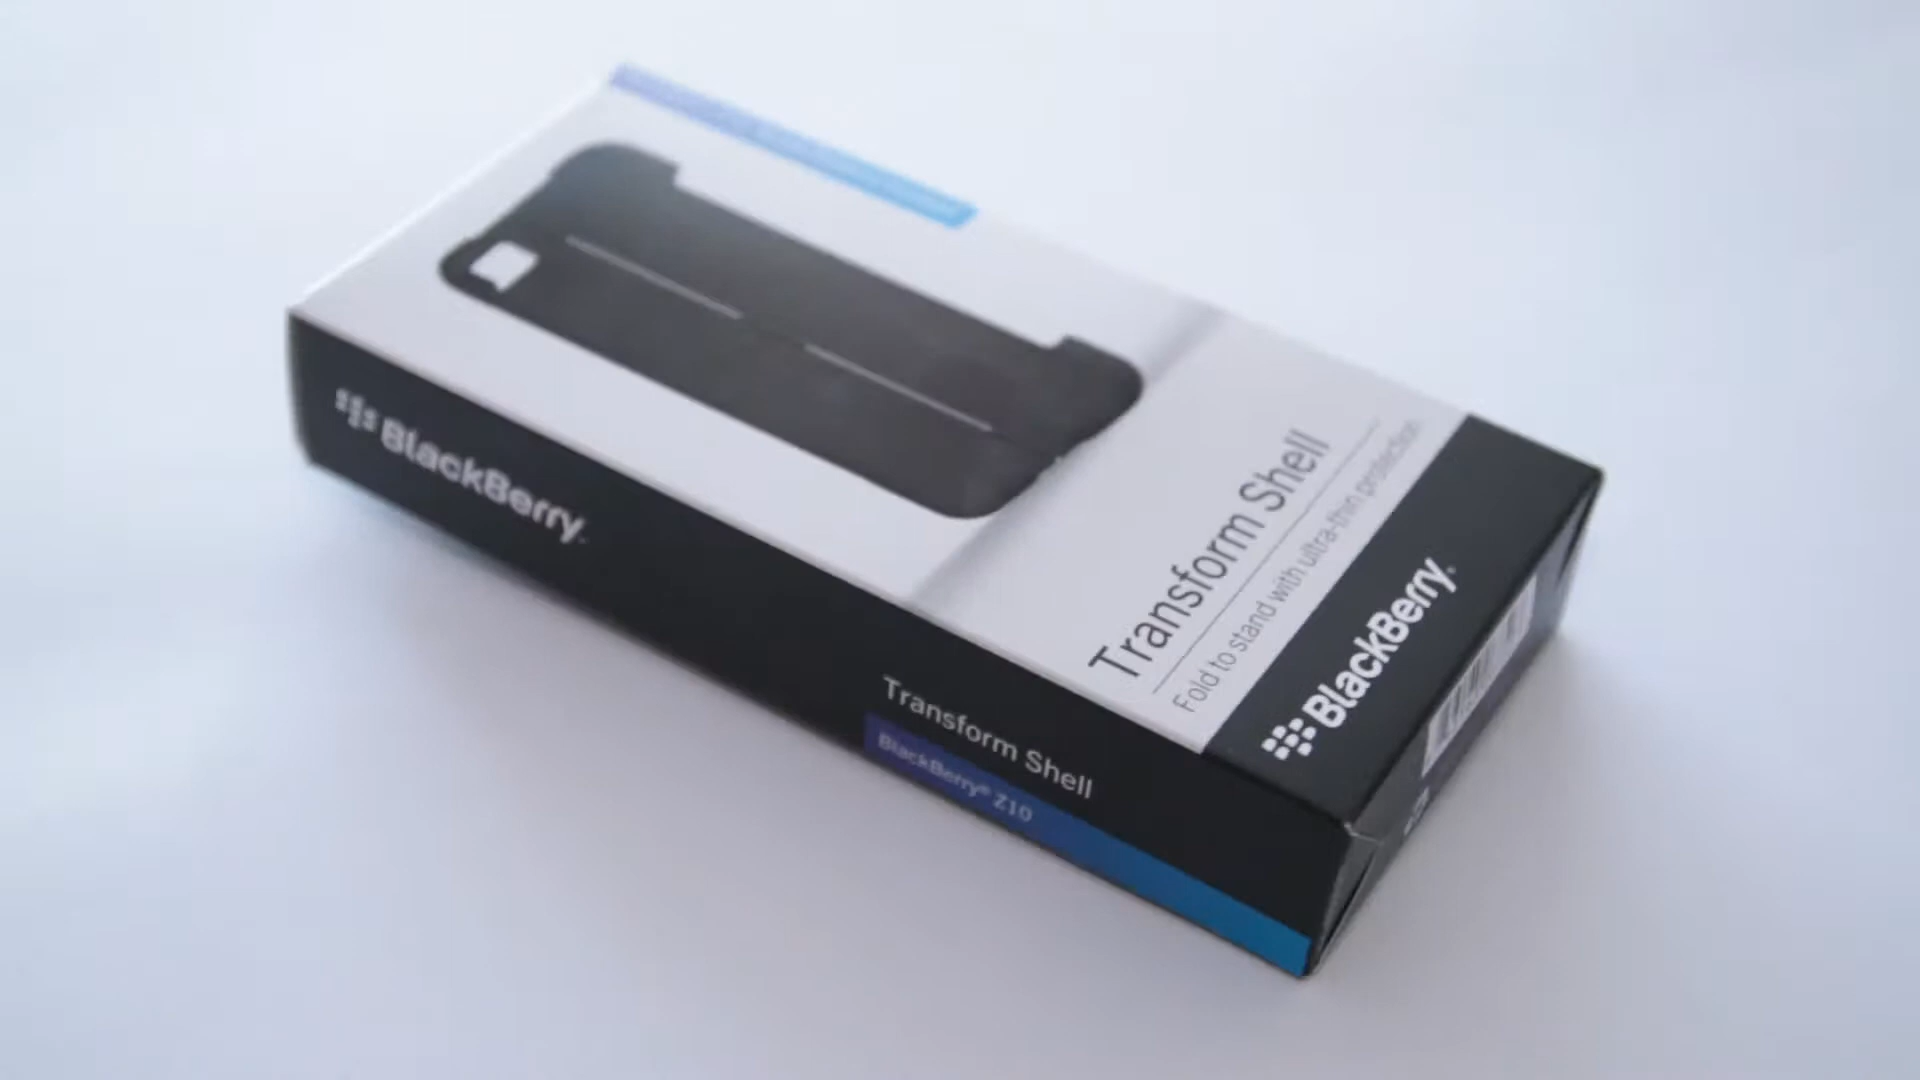 Transform Shell
Fold to stand with ultra-thin protection
BlackBerry
BlackBerry
Transform Shell
BlackBerry® Z10